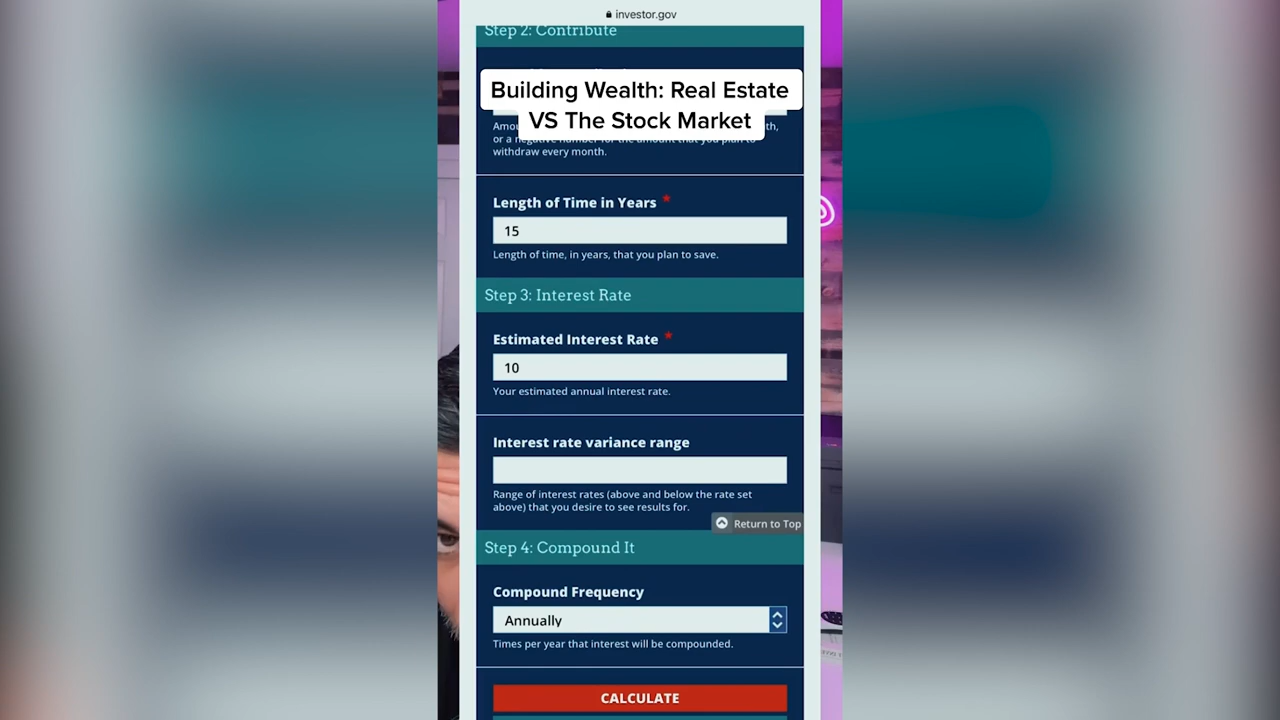 investor.gov
Step 2: Contribute
Building Wealth: Real Estate
VS The Stock Market
th,
or a negative number for the amount that you plan to
withdraw every month.
Length of Time in Years *
15
Length of time, in years, that you plan to save.
Step 3: Interest Rate
Estimated Interest Rate *
10
Your estimated annual interest rate.
Interest rate variance range
Range of interest rates (above and below the rate set
above) that you desire to see results for.
Return to Top
Step 4: Compound It
Compound Frequency
Annually
Times per year that interest will be compounded.
CALCULATE